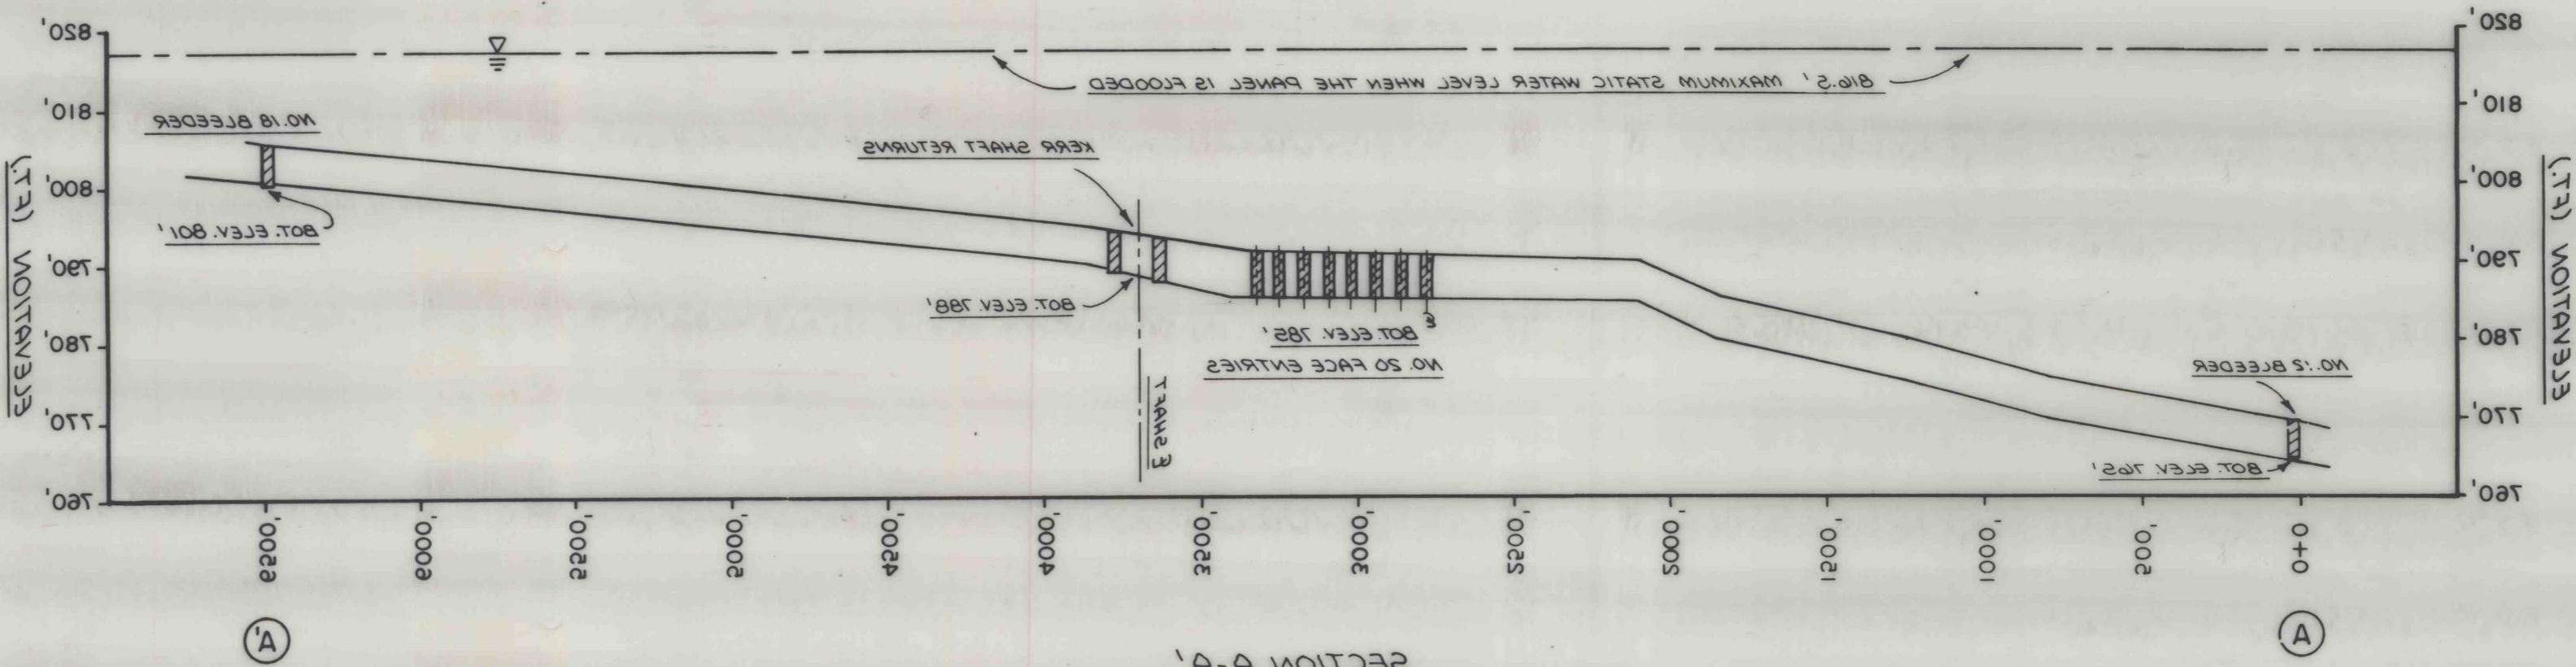 820'
810'
800'
790'
780'
770'
760'
ELEVATION (FT.)
816.5' MAXIMUM STATIC WATER LEVEL WHEN THE PANEL IS FLOODED
820'
810'
800'
790'
780'
770'
760'
ELEVATION (FT.)
NO. 12 BLEEDER
BOT. ELEV. 765'
NO. 20 FACE ENTRIES
BOT. ELEV. 785'
KERR SHAFT RETURNS
BOT. ELEV. 788'
℄ SHAFT
NO. 18 BLEEDER
BOT. ELEV. 801'
0+0
500'
1000'
1500'
2000'
2500'
3000'
3500'
4000'
4500'
5000'
5500'
6000'
6500'
A
A'
SECTION A-A'